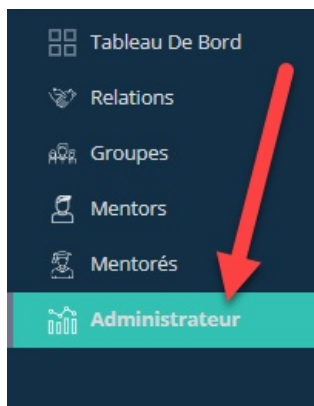 Tableau De Bord
Relations
Groupes
Mentors
Mentorés
Administrateur